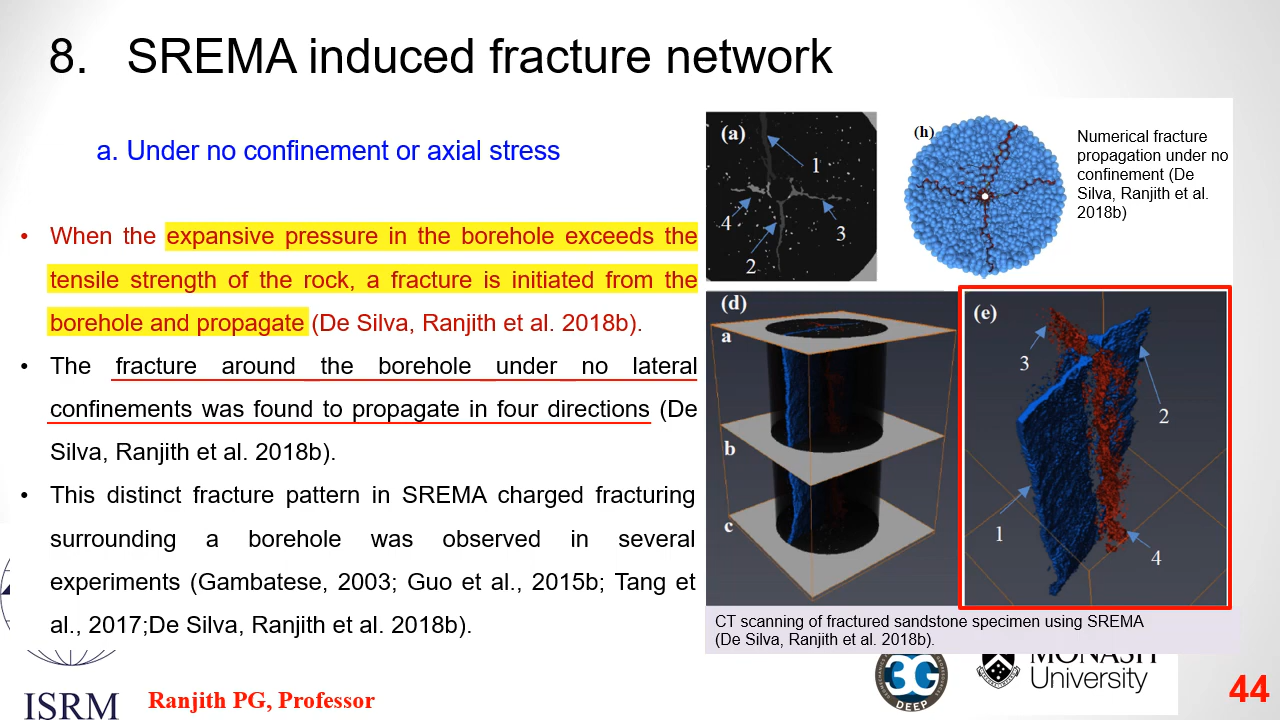 8. SREMA induced fracture network
a. Under no confinement or axial stress
• When the expansive pressure in the borehole exceeds the
tensile strength of the rock, a fracture is initiated from the
borehole and propagate (De Silva, Ranjith et al. 2018b).
• The fracture around the borehole under no lateral
confinements was found to propagate in four directions (De
Silva, Ranjith et al. 2018b).
• This distinct fracture pattern in SREMA charged fracturing
surrounding a borehole was observed in several
experiments (Gambatese, 2003; Guo et al., 2015b; Tang et
al., 2017;De Silva, Ranjith et al. 2018b).
(a)
1
4
3
2
(h)
Numerical fracture
propagation under no
confinement (De
Silva, Ranjith et al.
2018b)
(d)
a
b
c
(e)
3
2
1
4
CT scanning of fractured sandstone specimen using SREMA
(De Silva, Ranjith et al. 2018b).
ISRM
Ranjith PG, Professor
3G
DEEP
MONASH
University
44